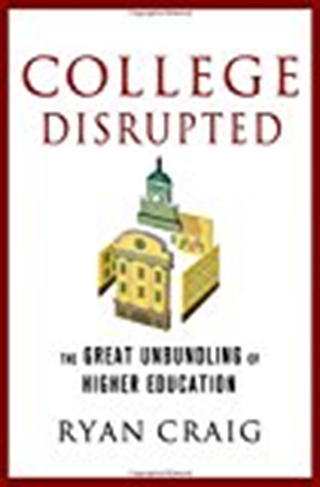 COLLEGE
DISRUPTED
THE GREAT UNBUNDLING OF
HIGHER EDUCATION
RYAN CRAIG